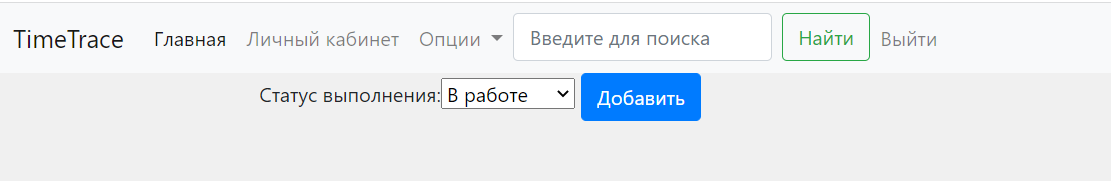 TimeTrace Главная Личный кабинет Опции Введите для поиска Найти Выйти
Статус выполнения: В работе Добавить